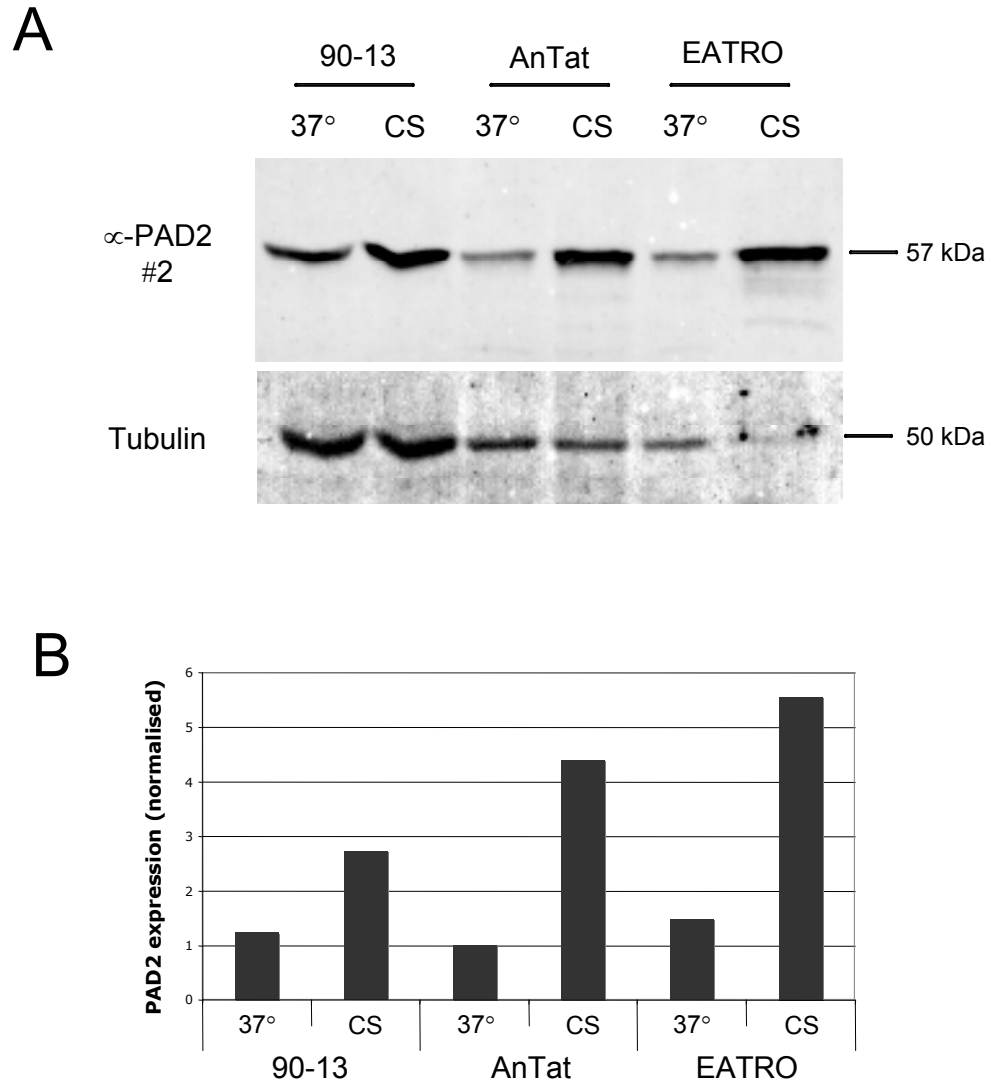 A
90-13 AnTat EATRO
37° CS 37° CS 37° CS
∝-PAD2
#2
57 kDa
Tubulin
50 kDa
B
PAD2 expression (normalised)
6
5
4
3
2
1
0
37° CS 37° CS 37° CS
90-13 AnTat EATRO